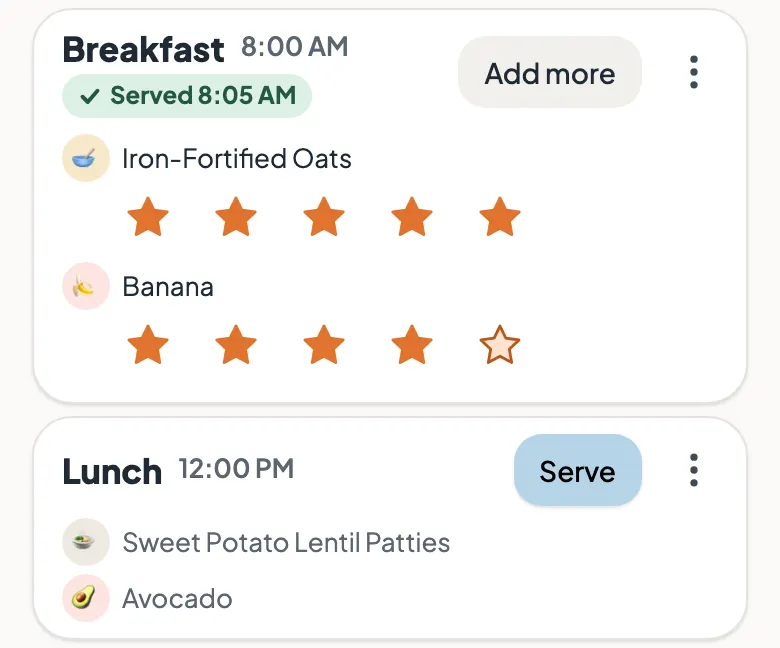 Breakfast 8:00 AM
Add more
Served 8:05 AM
Iron-Fortified Oats
Banana
Lunch 12:00 PM
Serve
Sweet Potato Lentil Patties
Avocado